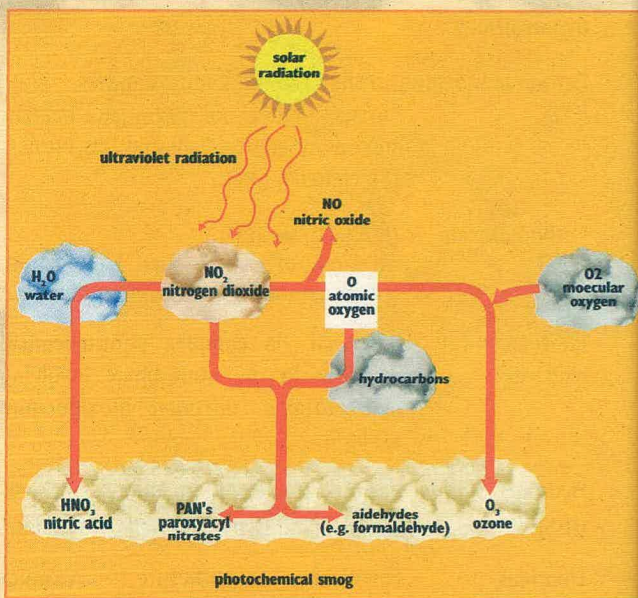 solar
radiation
ultraviolet radiation
NO
nitric oxide
H₂O
water
NO₂
nitrogen dioxide
O
atomic
oxygen
O2
moecular
oxygen
hydrocarbons
HNO₃
nitric acid
PAN's
paroxyacyl
nitrates
aidehydes
(e.g. formaldehyde)
O₃
ozone
photochemical smog